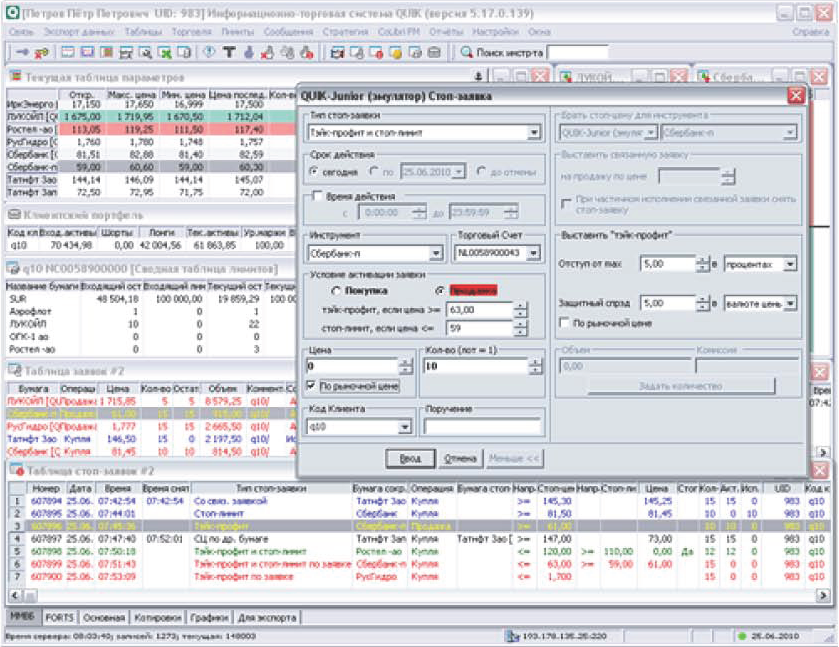 [Петров Пётр Петрович UID: 983] Информационно-торговая система QUIK (версия 5.17.0.139)
Связь Экспорт данных Таблицы Торговля Лимиты Сообщения Стратегия CoLibri FM Отчёты Настройки Окна Справка
Поиск инстр-та
Текущая таблица параметров
ЛУКОЙ...
Сберба...
Откр. Макс. цена Мин. цена Цена послед. Кол-в
ИркЭнерго 17,150 17,650 16,999 17,500
ЛУКОЙЛ [Q 1 675,00 1 719,95 1 670,50 1 712,04
Ростел -ао [ 113,05 119,25 111,50 117,40
РусГидро [ 1,760 1,780 1,748 1,757
Сбербанк [ 81,51 82,88 81,40 82,59
Сбербанк-п 59,00 60,60 59,00 60,30
Татнфт 3ао 144,14 146,09 144,14 145,07
Татнфт 3ап 72,50 72,95 71,75 72,00
Клиентский портфель
Код кл Вход.активы Шорты Лонги Тек.активы Ур.маржи В
q10 70 434,98 0,00 42 004,56 61 863,85 100,00
q10 NC0058900000 [Сводная таблица лимитов]
Название бумаги Входящий ост Входящий лим Текущий ост Текущи
SUR 48 504,18 100 000,00 19 859,29 100 00
Аэрофлот 1 0 1
ЛУКОЙЛ 10 0 22
ОГК-1 ао 0 0 0
Ростел -ао 0 0 3
Таблица заявок #2
Бумага Операц Цена Кол-во Остат Объем Коммент Со
ЛУКОЙЛ [Q Продажа 1 715,85 5 5 8 579,25 q10/ А
Сбербанк-п Продажа 61,00 15 15 915,00 q10/
Продажа 1,777 15 15 2 665,50 q10/ А
Татнфт 3ао Купля 146,50 15 0 2 197,50 q10/ Ис
Сбербанк [ Купля 81,45 10 10 814,50 q10/ А
QUIK-Junior (эмулятор) Стоп-заявка
Тип стоп-заявки
Тэйк-профит и стоп-лимит
Срок действия
сегодня по 25.06.2010 до отмены
Время действия
с 0:00:00 до 23:59:59
Инструмент Торговый Счет
Сбербанк-п NL0058900043
Условие активации заявки
Покупка Продажа
тэйк-профит, если цена >= 63,00
стоп-лимит, если цена <= 59
Цена Кол-во (лот = 1)
0 10
По рыночной цене
Код Клиента Поручение
q10
Брать стоп-цену для инструмента
QUIK-Junior (эмуля Сбербанк-п
Выставить связанную заявку
на продажу по цене
При частичном исполнении связанной заявки снять стоп-заявку
Выставить "тэйк-профит"
Отступ от max 5,00 в процентах
Защитный спрэд 5,00 в валюте цены
По рыночной цене
Объем Комиссия
0,00
Задать количество
Ввод Отмена Меньше <<
Таблица стоп-заявок #2
Номер Дата Время Время снят Тип стоп-заявки Бумага сокр. Операция Бумага стоп Напр. Стоп-цен Напр. Стоп-ли Цена Стог Кол- Акт. Исп. UID Код к
1 607894 25.06. 07:42:54 07:42:54 Со связ. заявкой Татнфт 3ао Купля >= 145,30 145,25 15 15 0 983 q10
2 607895 25.06. 07:44:01 Стоп-лимит Сбербанк Купля >= 81,50 81,45 10 0 10 983 q10
3 607896 25.06. 07:45:36 Тэйк-профит Сбербанк-п Продажа >= 61,00 10 10 0 983 q10
4 607897 25.06. 07:47:40 07:52:01 СЦ по др. бумаге Татнфт 3ао Купля Татнфт 3ао [ >= 147,00 73,00 15 15 0 983 q10
5 607898 25.06. 07:50:18 Тэйк-профит и стоп-лимит Ростел -ао Купля <= 120,00 >= 110,00 0,00 Да 12 12 0 983 q10
6 607899 25.06. 07:51:43 Тэйк-профит и стоп-лимит по заявке Сбербанк-п Купля <= 63,00 >= 59,00 61,00 15 0 0 983 q10
7 607900 25.06. 07:53:09 Тэйк-профит по заявке РусГидро Купля <= 1,700 15 0 0 983 q10
ММВБ FORTS Основная Котировки Графики Для экспорта
Время сервера: 08:03:40; записей: 1273; текущая: 148003 193.178.135.25:220 25.06.2010